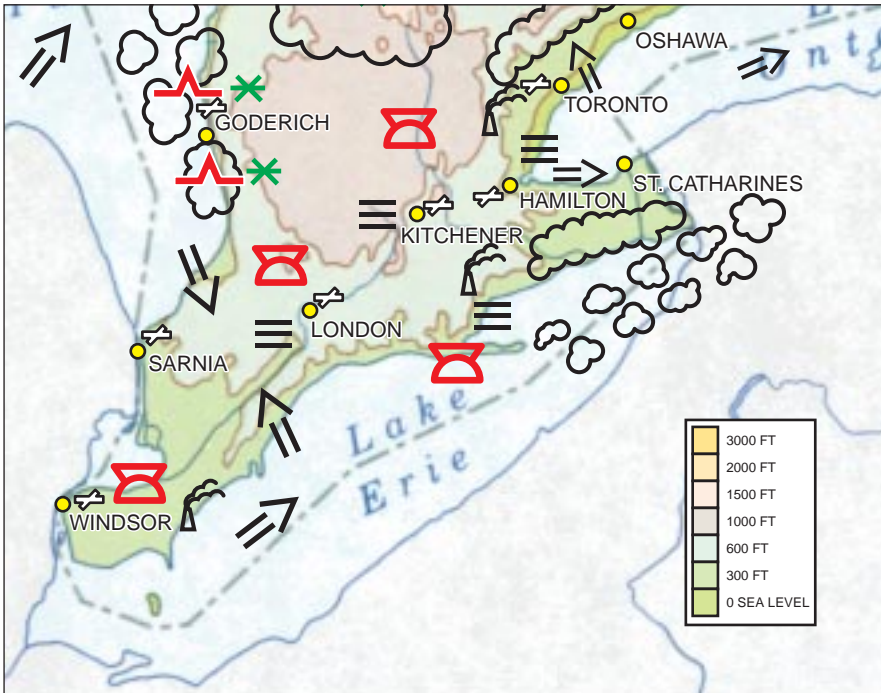 OSHAWA
TORONTO
GODERICH
HAMILTON
ST. CATHARINES
KITCHENER
LONDON
SARNIA
Lake
Erie
WINDSOR
3000 FT
2000 FT
1500 FT
1000 FT
600 FT
300 FT
0 SEA LEVEL